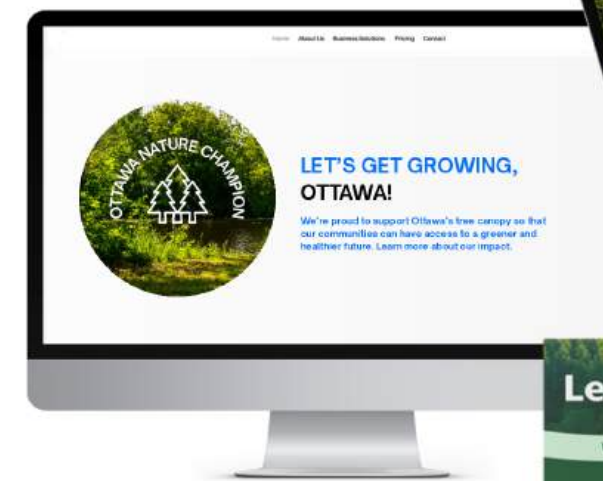 Home About Us Business Solutions Pricing Contact
OTTAWA NATURE CHAMPION
LET'S GET GROWING,
OTTAWA!
We're proud to support Ottawa's tree canopy so that
our communities can have access to a greener and
healthier future. Learn more about our impact.
Le